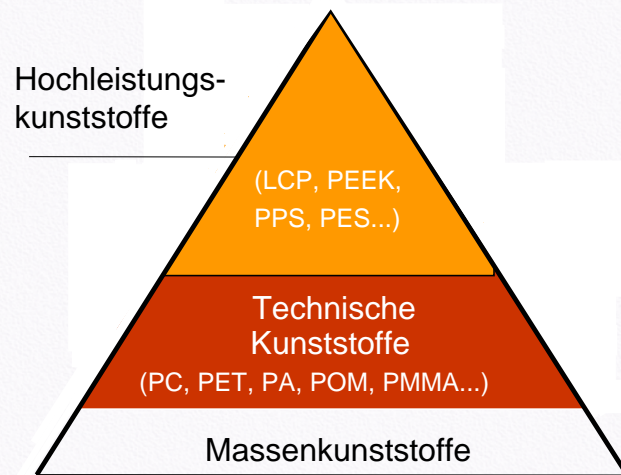 Hochleistungs-
kunststoffe
(LCP, PEEK,
PPS, PES...)
Technische
Kunststoffe
(PC, PET, PA, POM, PMMA...)
Massenkunststoffe